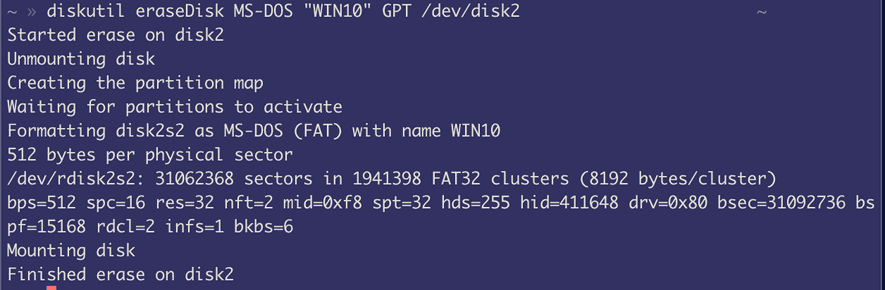 ~ » diskutil eraseDisk MS-DOS "WIN10" GPT /dev/disk2 ~
Started erase on disk2
Unmounting disk
Creating the partition map
Waiting for partitions to activate
Formatting disk2s2 as MS-DOS (FAT) with name WIN10
512 bytes per physical sector
/dev/rdisk2s2: 31062368 sectors in 1941398 FAT32 clusters (8192 bytes/cluster)
bps=512 spc=16 res=32 nft=2 mid=0xf8 spt=32 hds=255 hid=411648 drv=0x80 bsec=31092736 bs
pf=15168 rdcl=2 infs=1 bkbs=6
Mounting disk
Finished erase on disk2